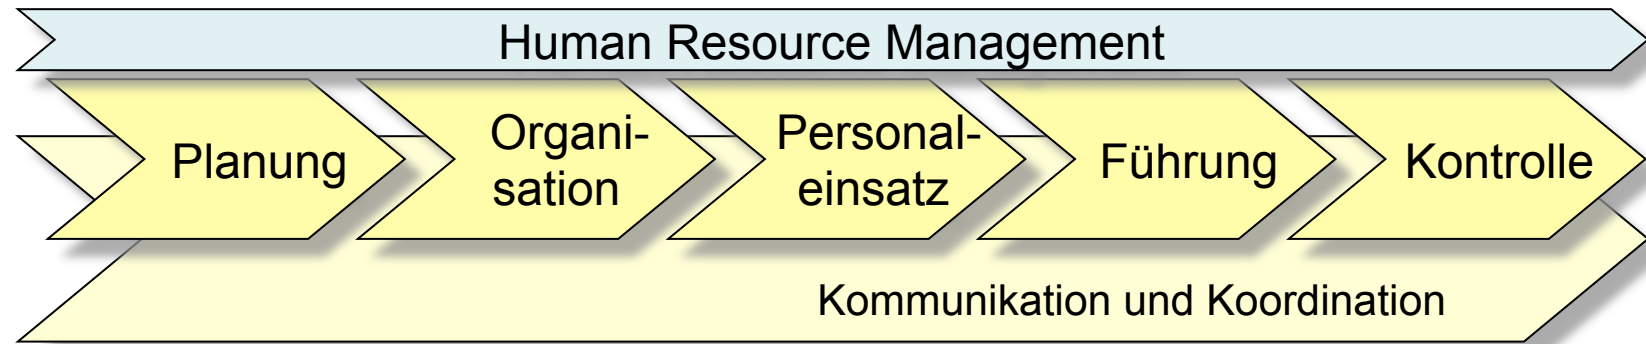 Human Resource Management
Planung
Organi-
sation
Personal-
einsatz
Führung
Kontrolle
Kommunikation und Koordination